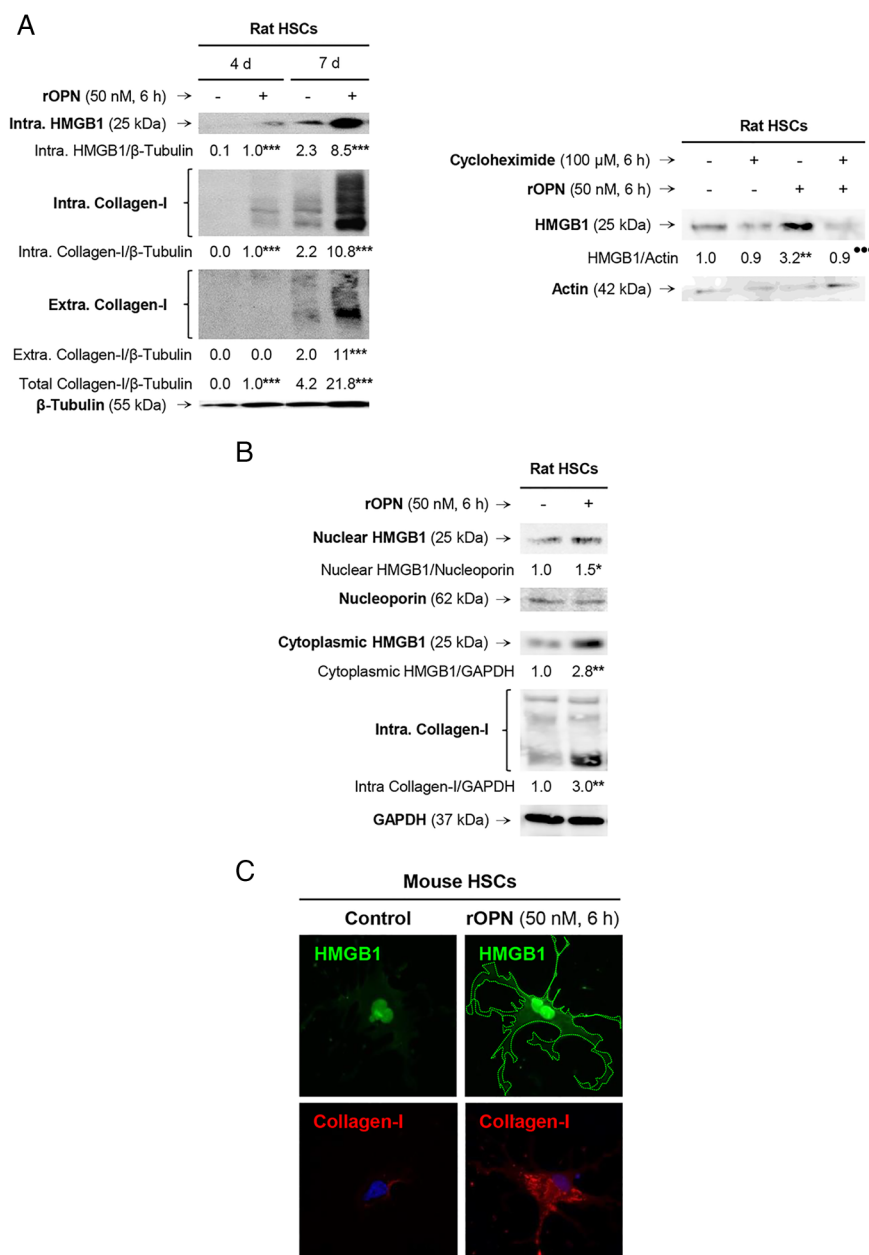 A
Rat HSCs
4 d 7 d
rOPN (50 nM, 6 h) → - + - +
Intra. HMGB1 (25 kDa) →
Intra. HMGB1/β-Tubulin 0.1 1.0*** 2.3 8.5***
Intra. Collagen-I
Intra. Collagen-I/β-Tubulin 0.0 1.0*** 2.2 10.8***
Extra. Collagen-I
Extra. Collagen-I/β-Tubulin 0.0 0.0 2.0 11***
Total Collagen-I/β-Tubulin 0.0 1.0*** 4.2 21.8***
β-Tubulin (55 kDa) →
Rat HSCs
Cycloheximide (100 µM, 6 h) → - + - +
rOPN (50 nM, 6 h) → - - + +
HMGB1 (25 kDa) →
HMGB1/Actin 1.0 0.9 3.2** 0.9•••
Actin (42 kDa) →
B
Rat HSCs
rOPN (50 nM, 6 h) → - +
Nuclear HMGB1 (25 kDa) →
Nuclear HMGB1/Nucleoporin 1.0 1.5*
Nucleoporin (62 kDa) →
Cytoplasmic HMGB1 (25 kDa) →
Cytoplasmic HMGB1/GAPDH 1.0 2.8**
Intra. Collagen-I
Intra Collagen-I/GAPDH 1.0 3.0**
GAPDH (37 kDa) →
C
Mouse HSCs
Control rOPN (50 nM, 6 h)
HMGB1 HMGB1
Collagen-I Collagen-I